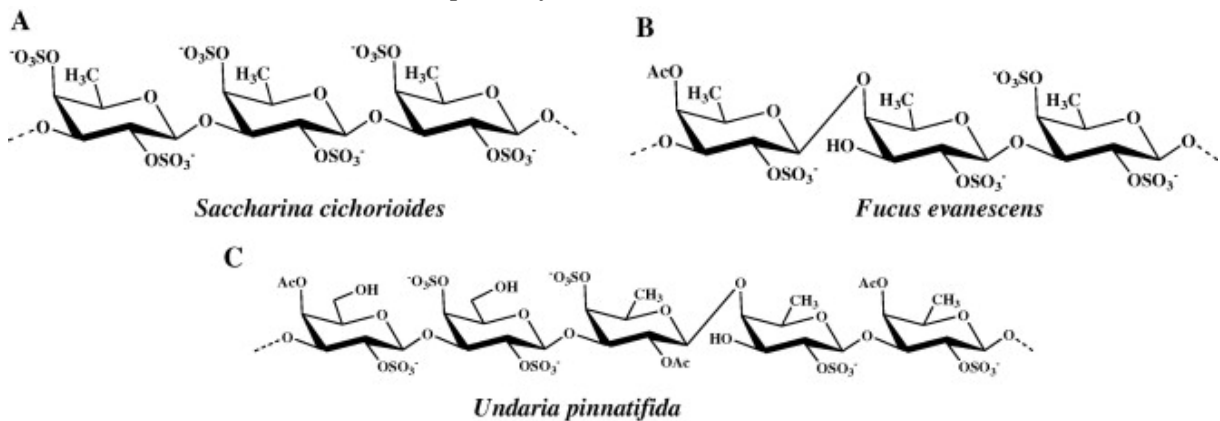 A
⁻O₃SO ⁻O₃SO ⁻O₃SO
H₃C H₃C H₃C
O O O
O O O O
OSO₃⁻ OSO₃⁻ OSO₃⁻
Saccharina cichorioides
B
AcO O ⁻O₃SO
H₃C H₃C H₃C
O O O
O HO O O
OSO₃⁻ OSO₃⁻ OSO₃⁻
Fucus evanescens
C
AcO OH ⁻O₃SO OH ⁻O₃SO CH₃ O CH₃ AcO CH₃
O O O O O
O O O HO O O
OSO₃⁻ OSO₃⁻ OAc OSO₃⁻ OSO₃⁻
Undaria pinnatifida